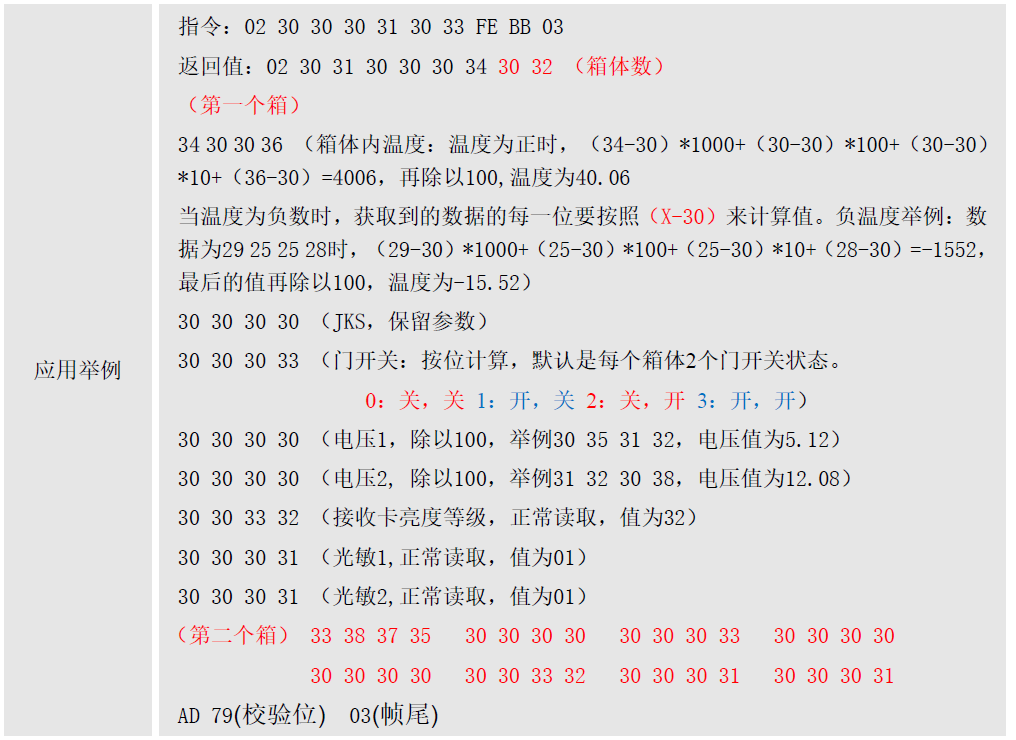 应用举例
指令：02 30 30 30 31 30 33 FE BB 03
返回值：02 30 31 30 30 30 34 30 32 （箱体数）
（第一个箱）
34 30 30 36 （箱体内温度：温度为正时，（34-30）*1000+（30-30）*100+（30-30）
*10+（36-30）=4006，再除以100,温度为40.06
当温度为负数时，获取到的数据的每一位要按照（X-30）来计算值。负温度举例：数
据为29 25 25 28时，（29-30）*1000+（25-30）*100+（25-30）*10+（28-30）=-1552，
最后的值再除以100，温度为-15.52）
30 30 30 30 （JKS，保留参数）
30 30 30 33 （门开关：按位计算，默认是每个箱体2个门开关状态。
0：关，关 1：开，关 2：关，开 3：开，开）
30 30 30 30 （电压1，除以100，举例30 35 31 32，电压值为5.12）
30 30 30 30 （电压2, 除以100，举例31 32 30 38，电压值为12.08）
30 30 33 32 （接收卡亮度等级，正常读取，值为32）
30 30 30 31 （光敏1,正常读取，值为01）
30 30 30 31 （光敏2,正常读取，值为01）
（第二个箱） 33 38 37 35 30 30 30 30 30 30 30 33 30 30 30 30
30 30 30 30 30 30 33 32 30 30 30 31 30 30 30 31
AD 79(校验位) 03(帧尾)